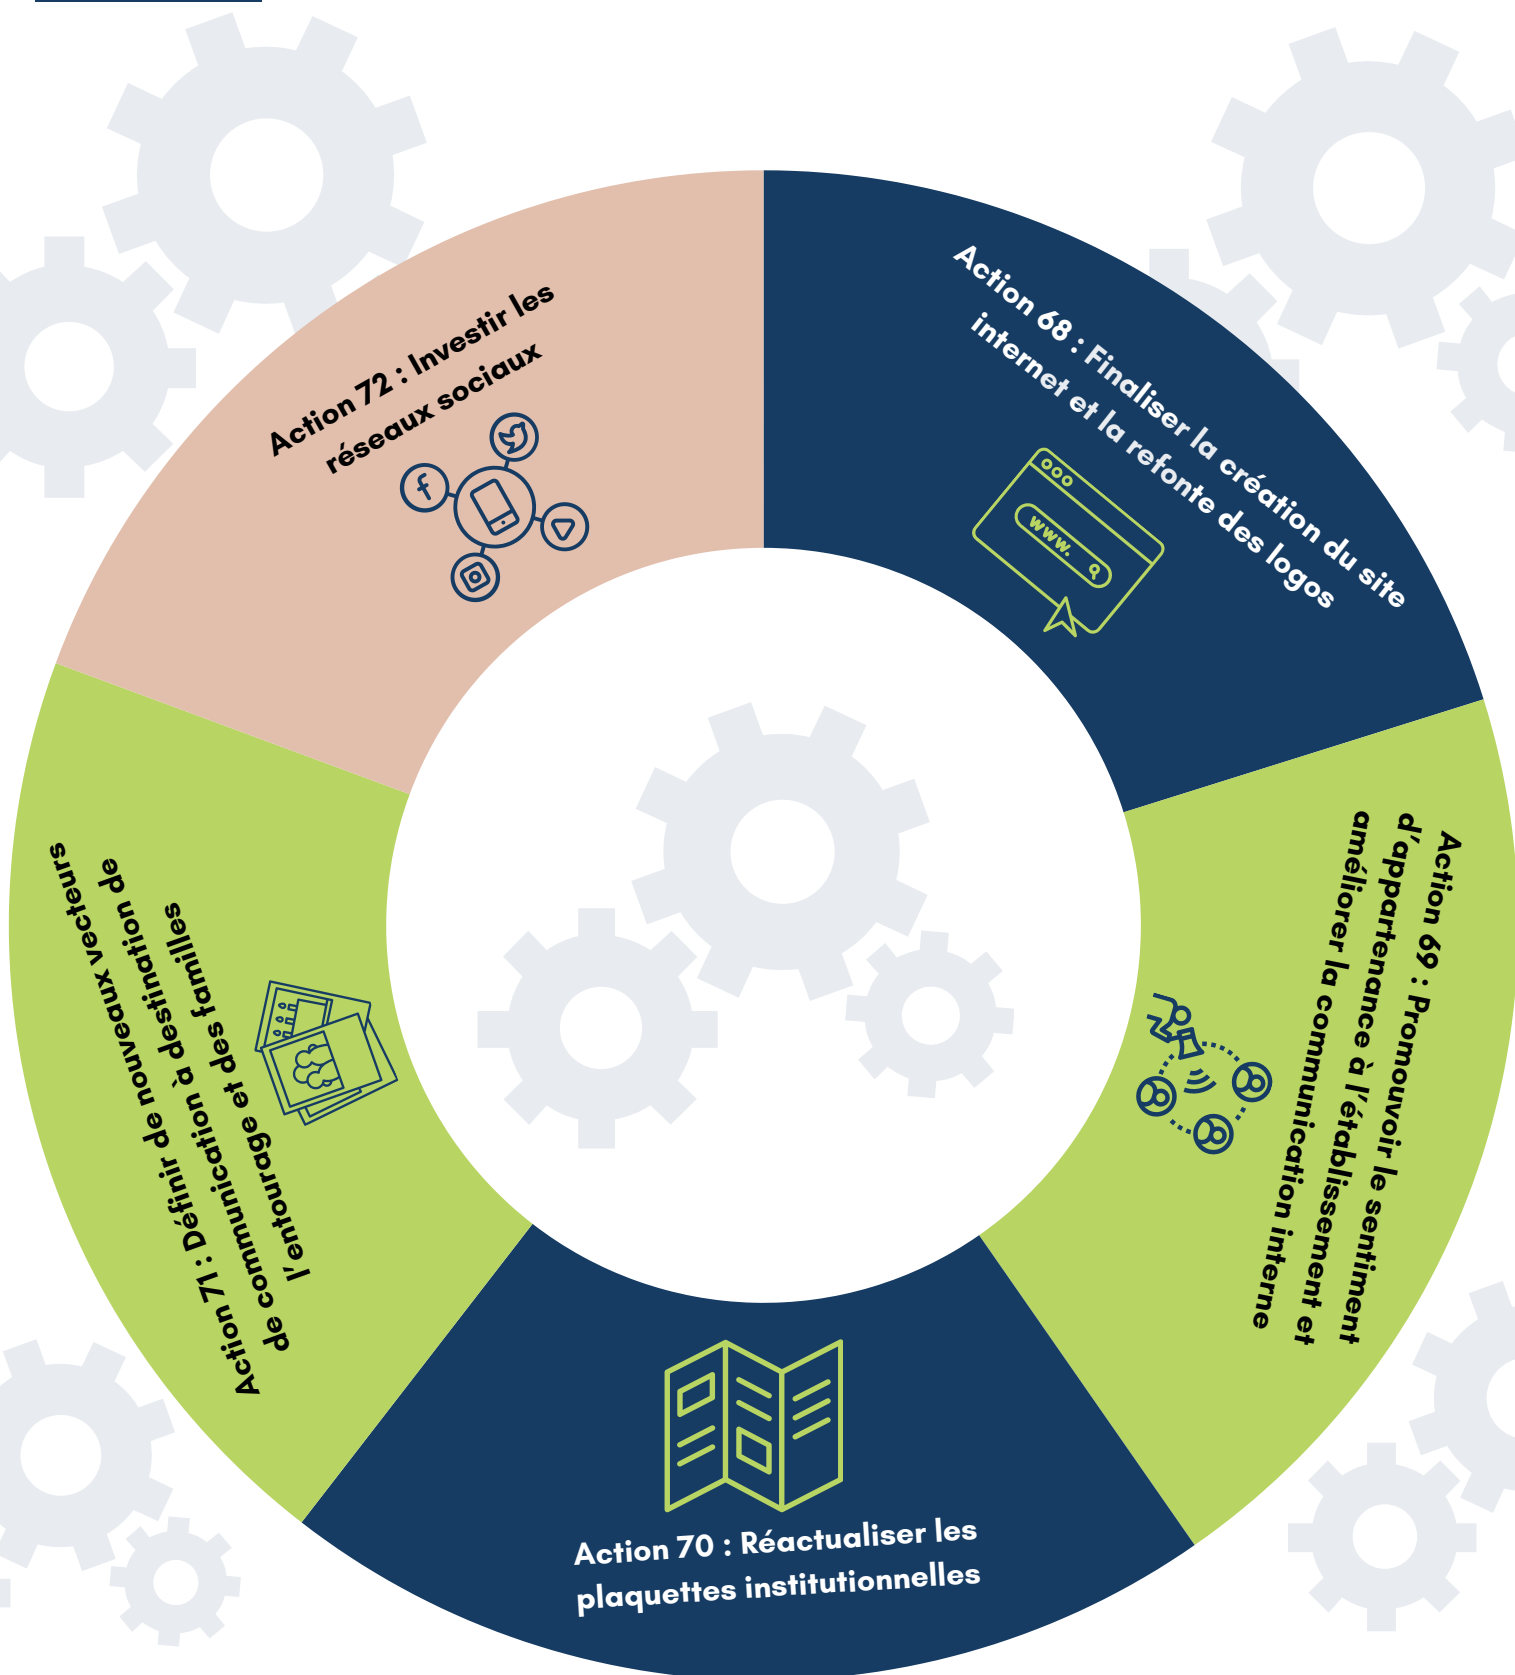 Action 68 : Finaliser la création du site
internet et la refonte des logos
www.
Action 69 : Promouvoir le sentiment
d'appartenance à l'établissement et
améliorer la communication interne
Action 70 : Réactualiser les
plaquettes institutionnelles
Action 71 : Définir de nouveaux vecteurs
de communication à destination de
l'entourage et des familles
Action 72 : Investir les
réseaux sociaux